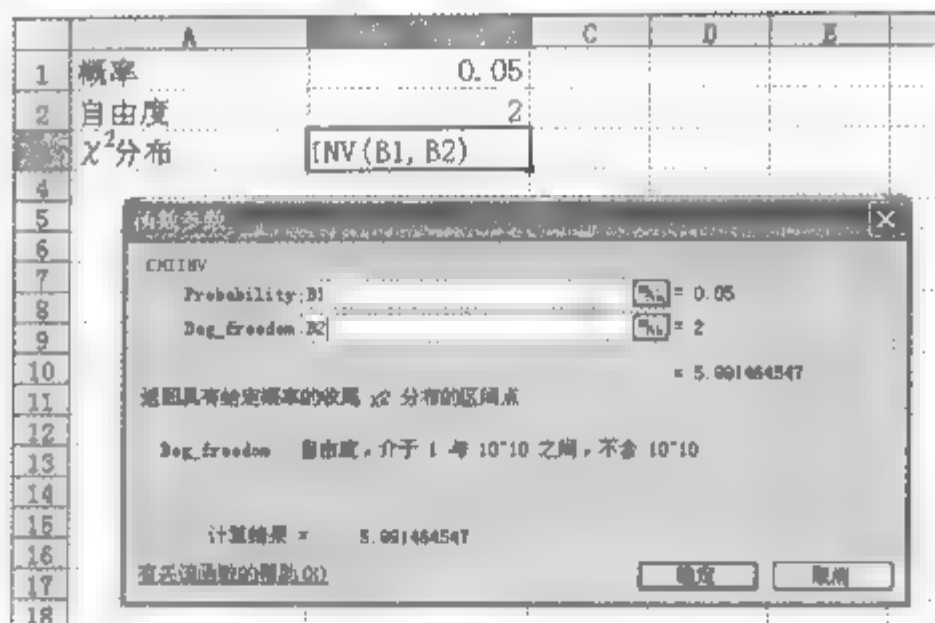 A C D E
1 概率 0.05
2 自由度 2
χ²分布 INV(B1, B2)
4
5 函数参数
6
CHIINV
7
Probability B1 = 0.05
8
Deg_freedom B2 = 2
9
10 = 5.991464547
11 返回具有给定概率的收尾 χ2 分布的区间点
12
Deg_freedom 自由度，介于 1 与 10^10 之间，不含 10^10
13
14
15 计算结果 = 5.991464547
16
17 有关该函数的帮助(H) 确定 取消
18